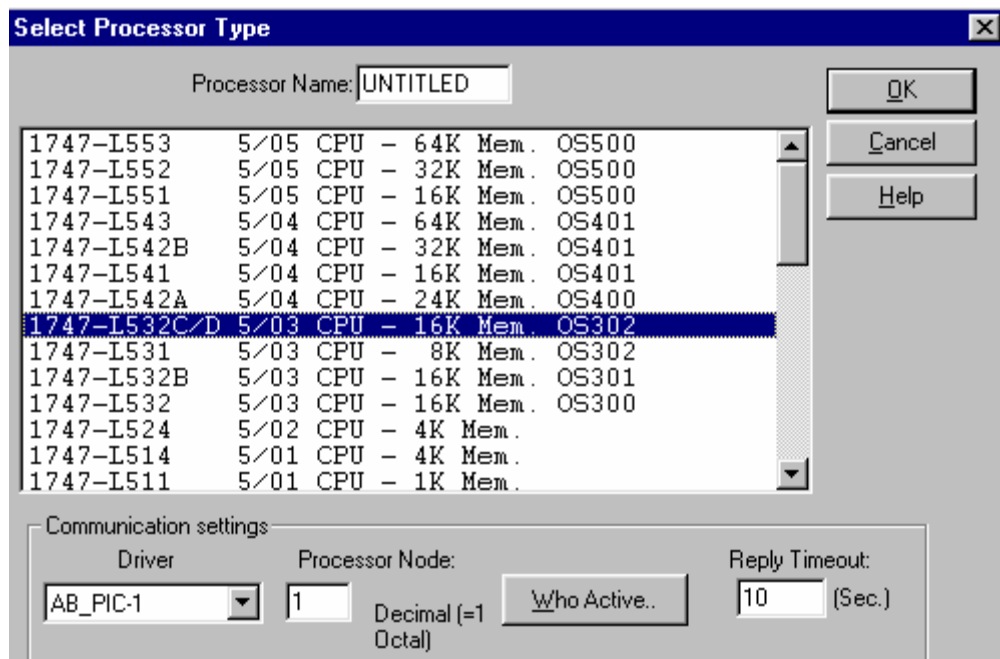 Select Processor Type
Processor Name: UNTITLED
OK
Cancel
Help
1747-L553 5/05 CPU - 64K Mem. OS500
1747-L552 5/05 CPU - 32K Mem. OS500
1747-L551 5/05 CPU - 16K Mem. OS500
1747-L543 5/04 CPU - 64K Mem. OS401
1747-L542B 5/04 CPU - 32K Mem. OS401
1747-L541 5/04 CPU - 16K Mem. OS401
1747-L542A 5/04 CPU - 24K Mem. OS400
1747-L532C/D 5/03 CPU - 16K Mem. OS302
1747-L531 5/03 CPU - 8K Mem. OS302
1747-L532B 5/03 CPU - 16K Mem. OS301
1747-L532 5/03 CPU - 16K Mem. OS300
1747-L524 5/02 CPU - 4K Mem.
1747-L514 5/01 CPU - 4K Mem.
1747-L511 5/01 CPU - 1K Mem.
Communication settings
Driver
AB_PIC-1
Processor Node:
1
Decimal (=1
Octal)
Who Active..
Reply Timeout:
10 (Sec.)